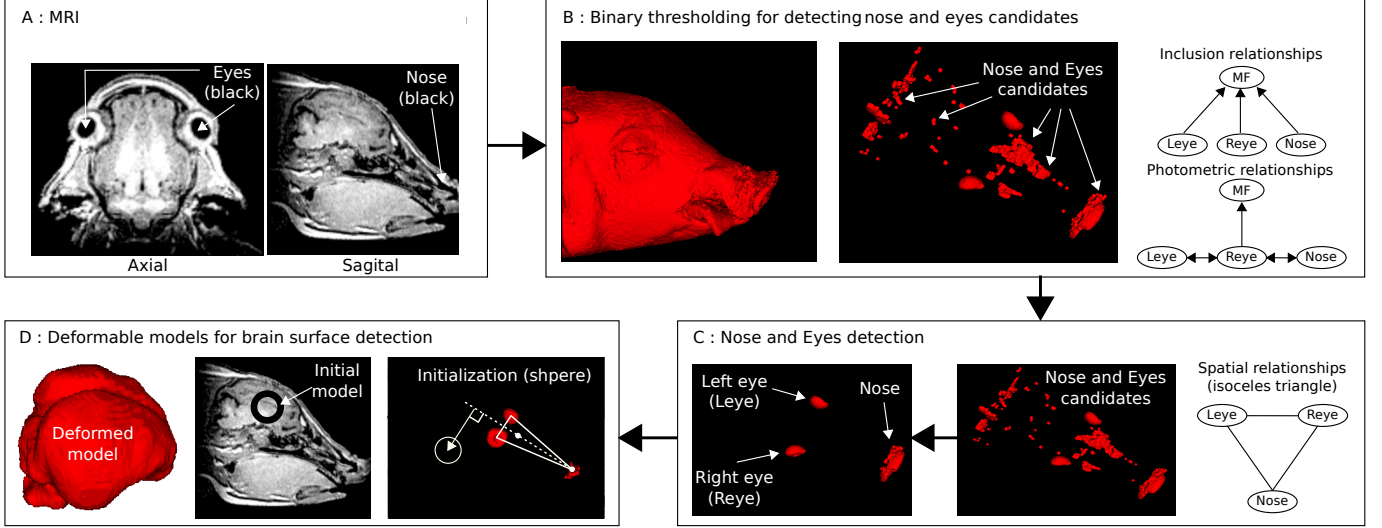 A : MRI
Eyes
(black)
Nose
(black)
Axial
Sagital
B : Binary thresholding for detecting nose and eyes candidates
Nose and Eyes
candidates
Inclusion relationships
MF
Leye
Reye
Nose
Photometric relationships
MF
Leye
Reye
Nose
D : Deformable models for brain surface detection
Deformed
model
Initial
model
Initialization (shpere)
C : Nose and Eyes detection
Left eye
(Leye)
Nose
Right eye
(Reye)
Nose and Eyes
candidates
Spatial relationships
(isoceles triangle)
Leye
Reye
Nose